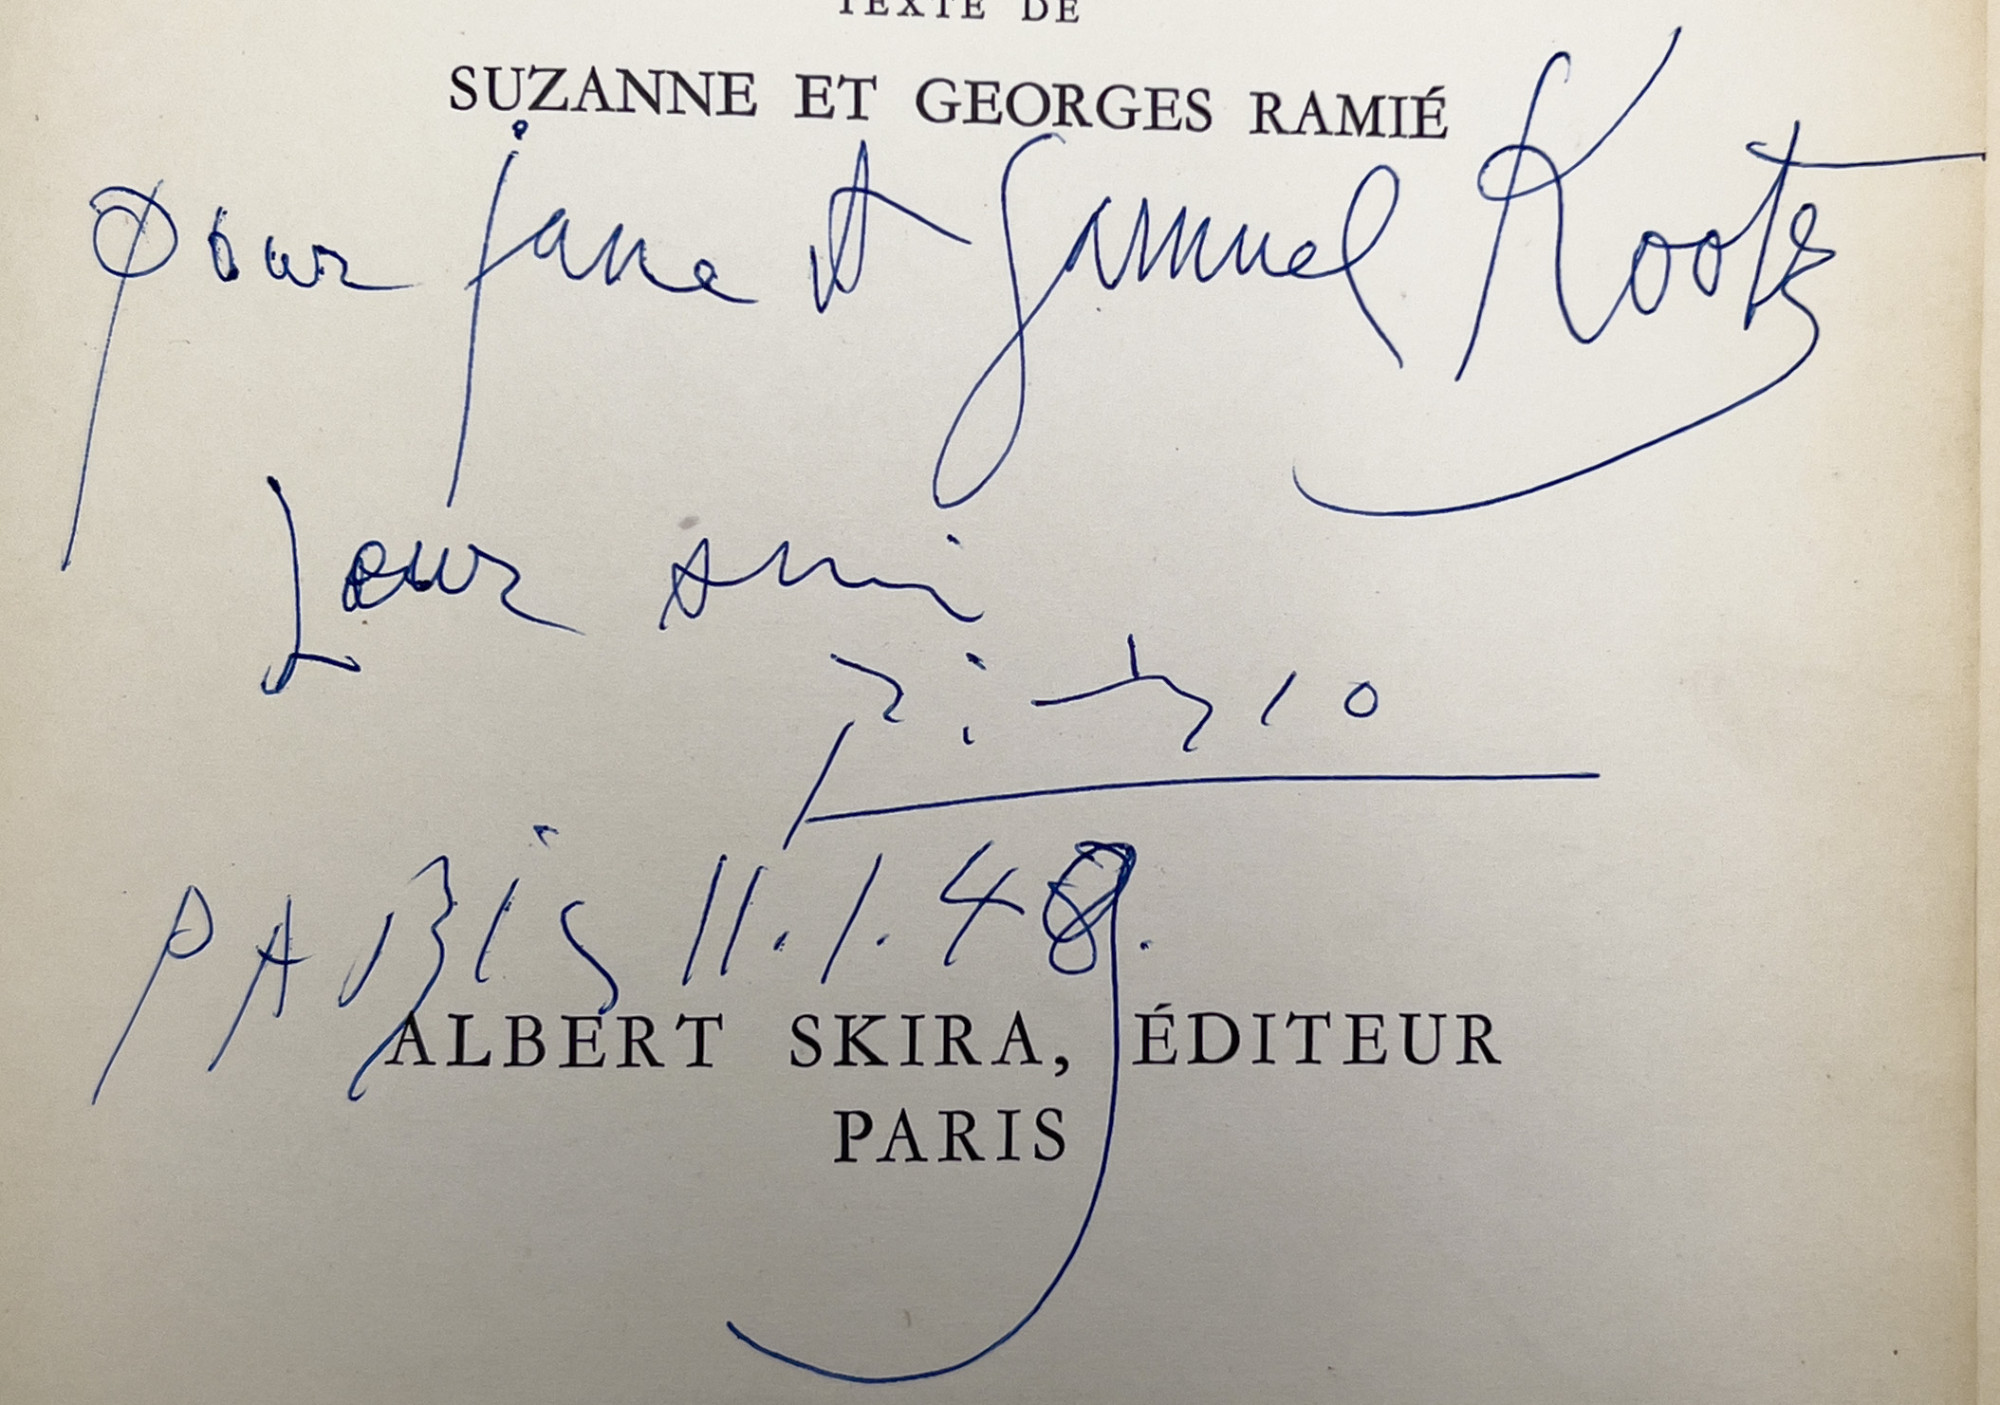 TEXTE DE
SUZANNE ET GEORGES RAMIÉ
pour jane et Samuel Kootz
Leur ami
Picasso
PARIS 11.1.49.
ALBERT SKIRA, ÉDITEUR
PARIS